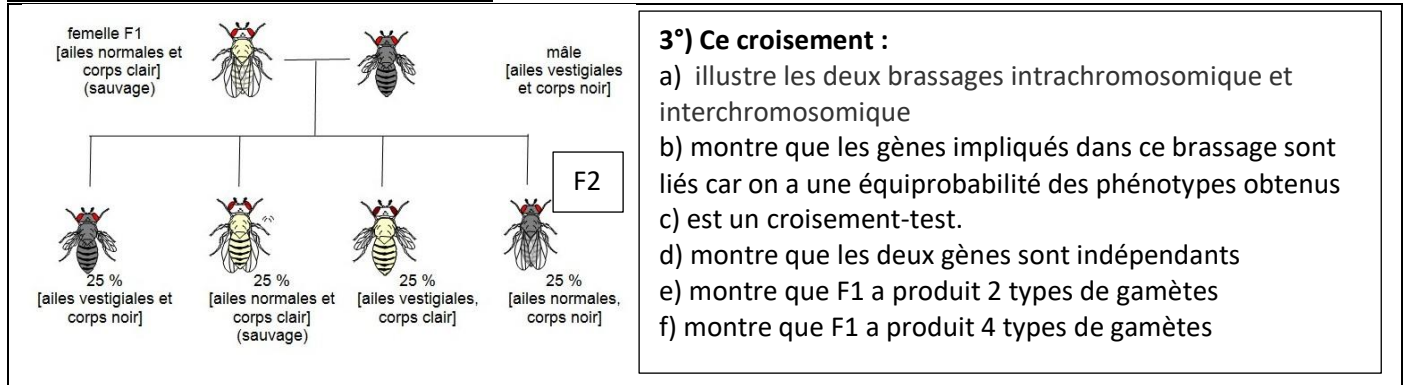 femelle F1
[ailes normales et
corps clair]
(sauvage)
mâle
[ailes vestigiales
et corps noir]
F2
25 %
[ailes vestigiales et
corps noir]
25 %
[ailes normales et
corps clair]
(sauvage)
25 %
[ailes vestigiales,
corps clair]
25 %
[ailes normales,
corps noir]
3°) Ce croisement :
a) illustre les deux brassages intrachromosomique et
interchromosomique
b) montre que les gènes impliqués dans ce brassage sont
liés car on a une équiprobabilité des phénotypes obtenus
c) est un croisement-test.
d) montre que les deux gènes sont indépendants
e) montre que F1 a produit 2 types de gamètes
f) montre que F1 a produit 4 types de gamètes